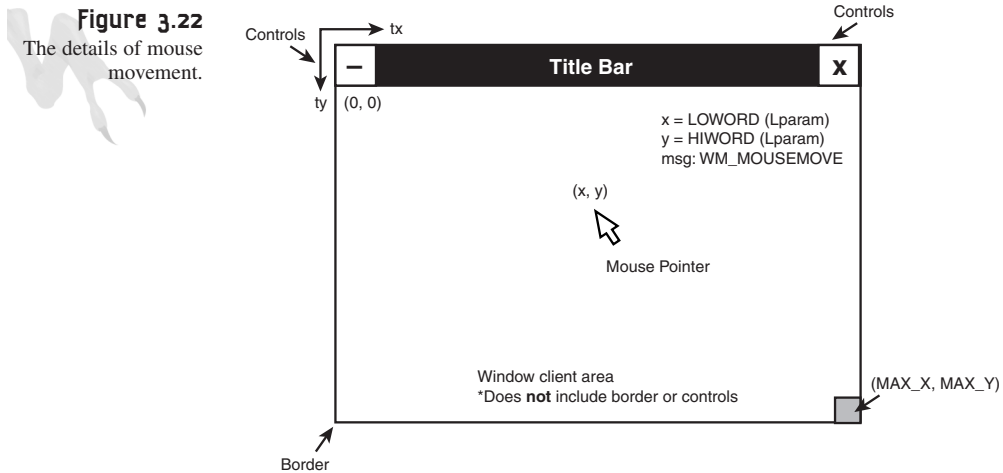 Figure 3.22
The details of mouse
movement.
Controls
tx
Controls
–
Title Bar
X
ty
(0, 0)
x = LOWORD (Lparam)
y = HIWORD (Lparam)
msg: WM_MOUSEMOVE
(x, y)
Mouse Pointer
Window client area
*Does not include border or controls
(MAX_X, MAX_Y)
Border